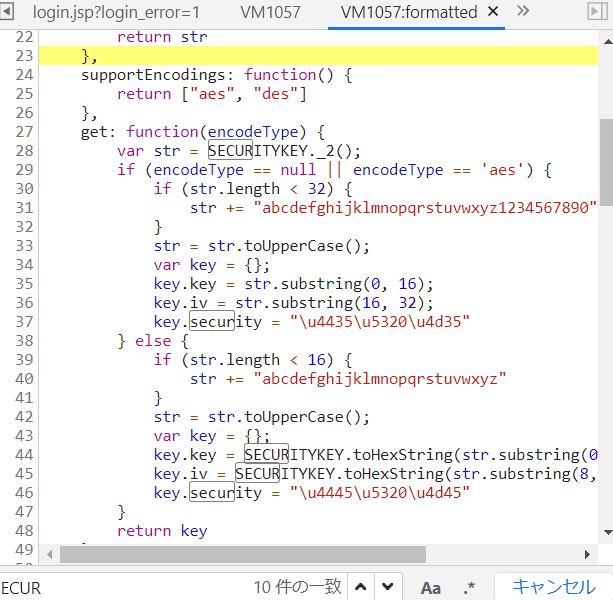 login.jsp?login_error=1 VM1057 VM1057:formatted ✕ »
22 return str
23 },
24 supportEncodings: function() {
25 return ["aes", "des"]
26 },
27 get: function(encodeType) {
28 var str = SECURITYKEY._2();
29 if (encodeType == null || encodeType == 'aes') {
30 if (str.length < 32) {
31 str += "abcdefghijklmnopqrstuvwxyz1234567890"
32 }
33 str = str.toUpperCase();
34 var key = {};
35 key.key = str.substring(0, 16);
36 key.iv = str.substring(16, 32);
37 key.security = "\u4435\u5320\u4d35"
38 } else {
39 if (str.length < 16) {
40 str += "abcdefghijklmnopqrstuvwxyz"
41 }
42 str = str.toUpperCase();
43 var key = {};
44 key.key = SECURITYKEY.toHexString(str.substring(0
45 key.iv = SECURITYKEY.toHexString(str.substring(8,
46 key.security = "\u4445\u5320\u4d45"
47 }
48 return key
49
ECUR 10 件の一致 Aa .* キャンセル